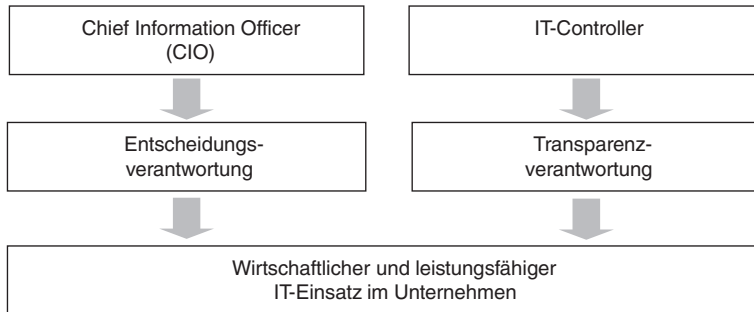 Chief Information Officer
(CIO)
IT-Controller
Entscheidungs-
verantwortung
Transparenz-
verantwortung
Wirtschaftlicher und leistungsfähiger
IT-Einsatz im Unternehmen